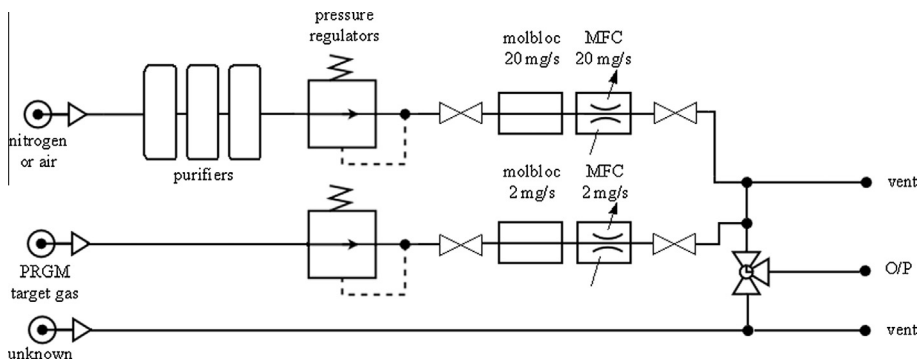 pressure
regulators
molbloc
20 mg/s
MFC
20 mg/s
nitrogen
or air
purifiers
vent
molbloc
2 mg/s
MFC
2 mg/s
PRGM
target gas
O/P
unknown
vent